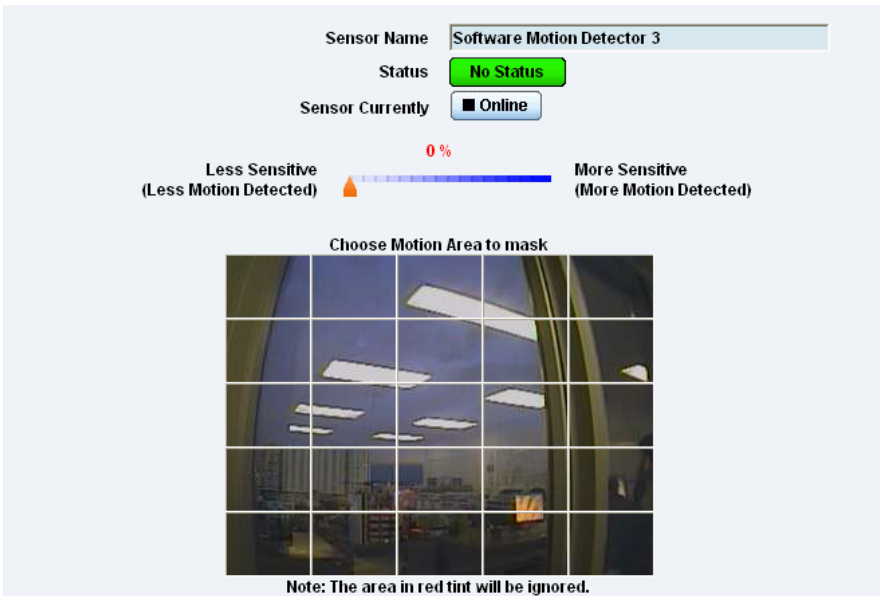 Sensor Name Software Motion Detector 3
Status No Status
Sensor Currently Online
0 %
Less Sensitive
(Less Motion Detected)
More Sensitive
(More Motion Detected)
Choose Motion Area to mask
Note: The area in red tint will be ignored.